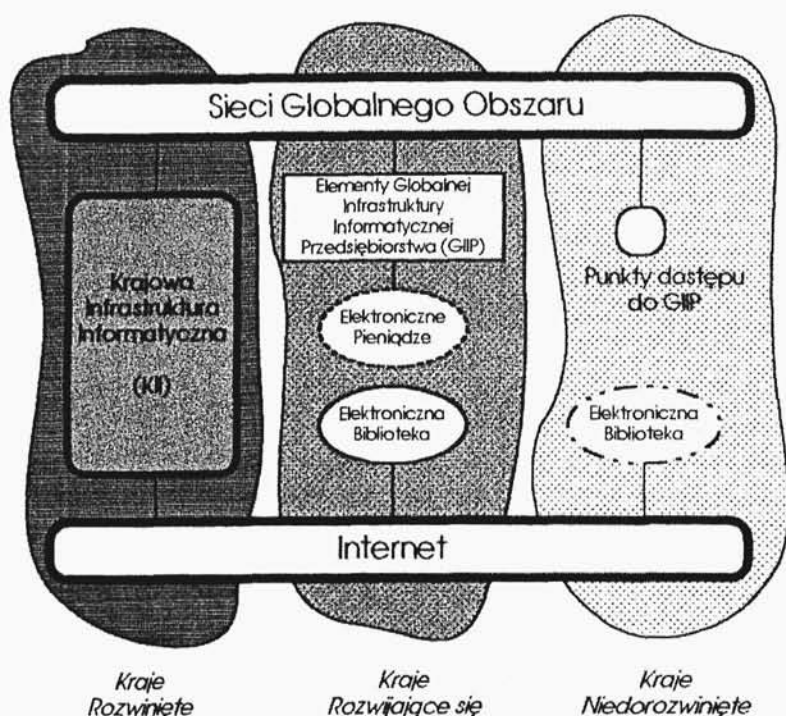 Sieci Globalnego Obszaru
Krajowa
Infrastruktura
Informatyczna
(KII)
Elementy Globalnej
Infrastruktury
Informatycznej
Przedsiębiorstwa (GIIP)
Elektroniczne
Pieniądze
Elektroniczna
Biblioteka
Punkty dostępu
do GIIP
Elektroniczna
Biblioteka
Internet
Kraje
Rozwinięte
Kraje
Rozwijające się
Kraje
Niedorozwinięte